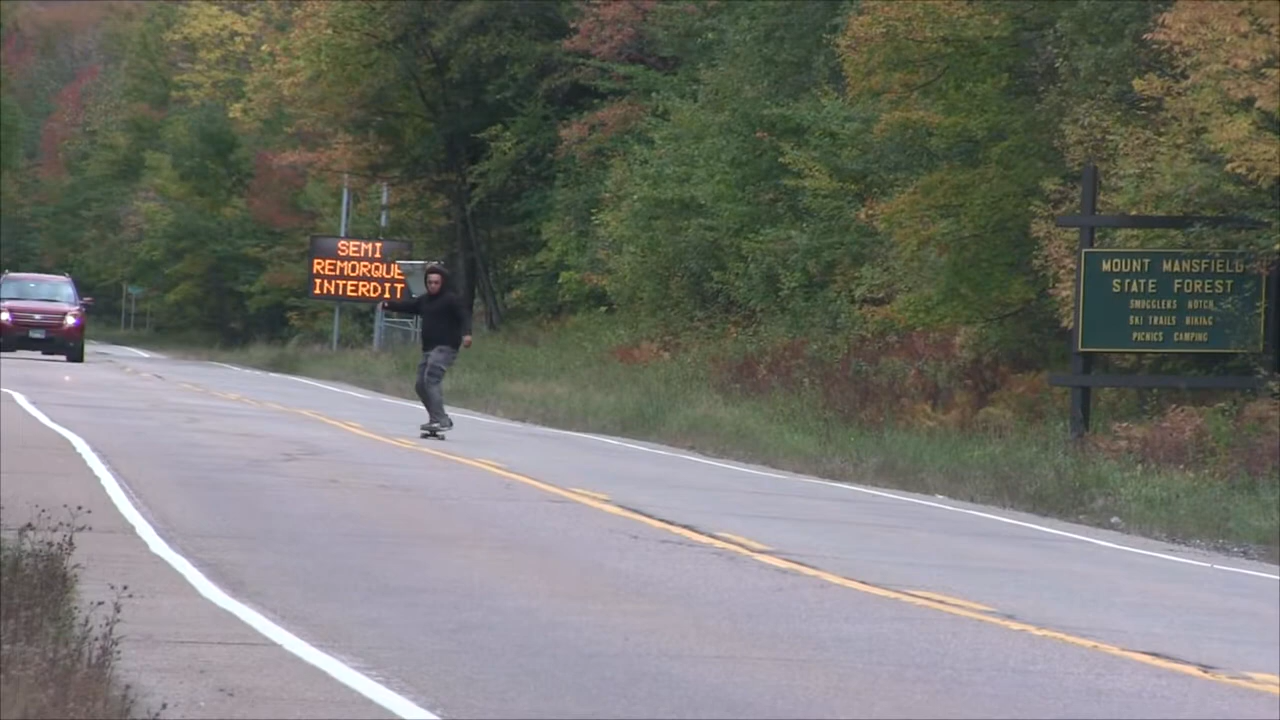 SEMI
REMORQUE
INTERDIT
MOUNT MANSFIELD
STATE FOREST
SMUGGLERS NOTCH
SKI TRAILS HIKING
PICNICS CAMPING